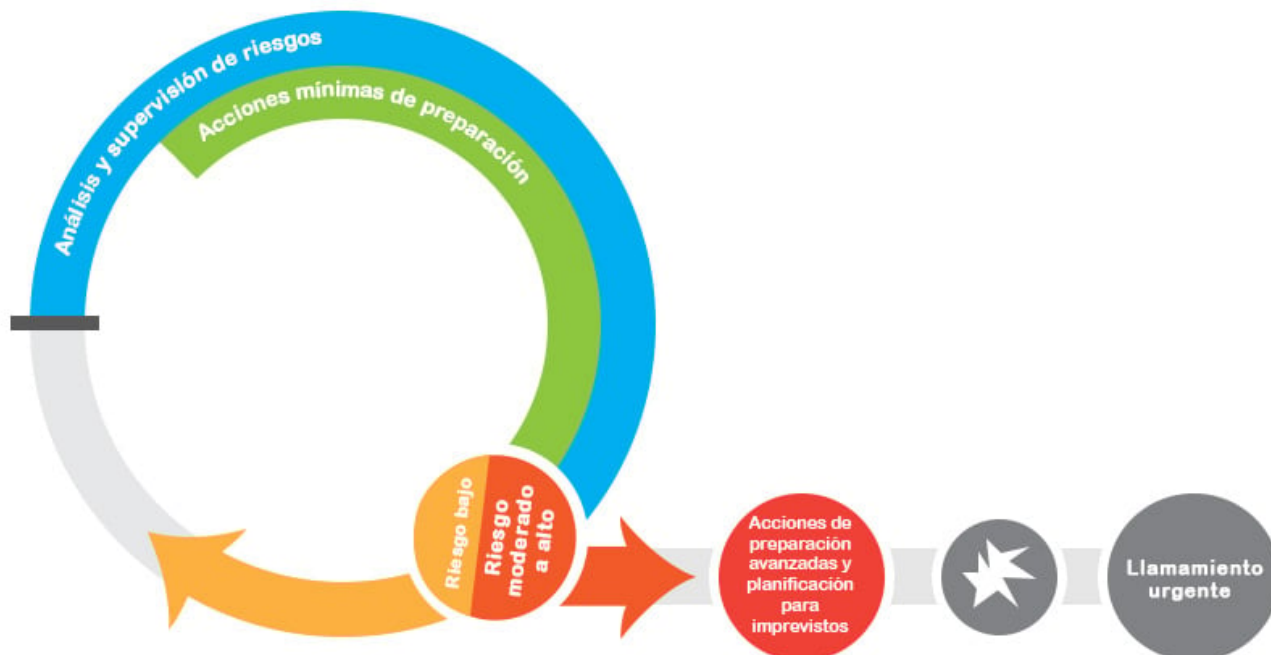 Análisis y supervisión de riesgos
Acciones mínimas de preparación
Riesgo bajo
Riesgo
moderado
a alto
Acciones de
preparación
avanzadas y
planificación
para
imprevistos
Llamamiento
urgente